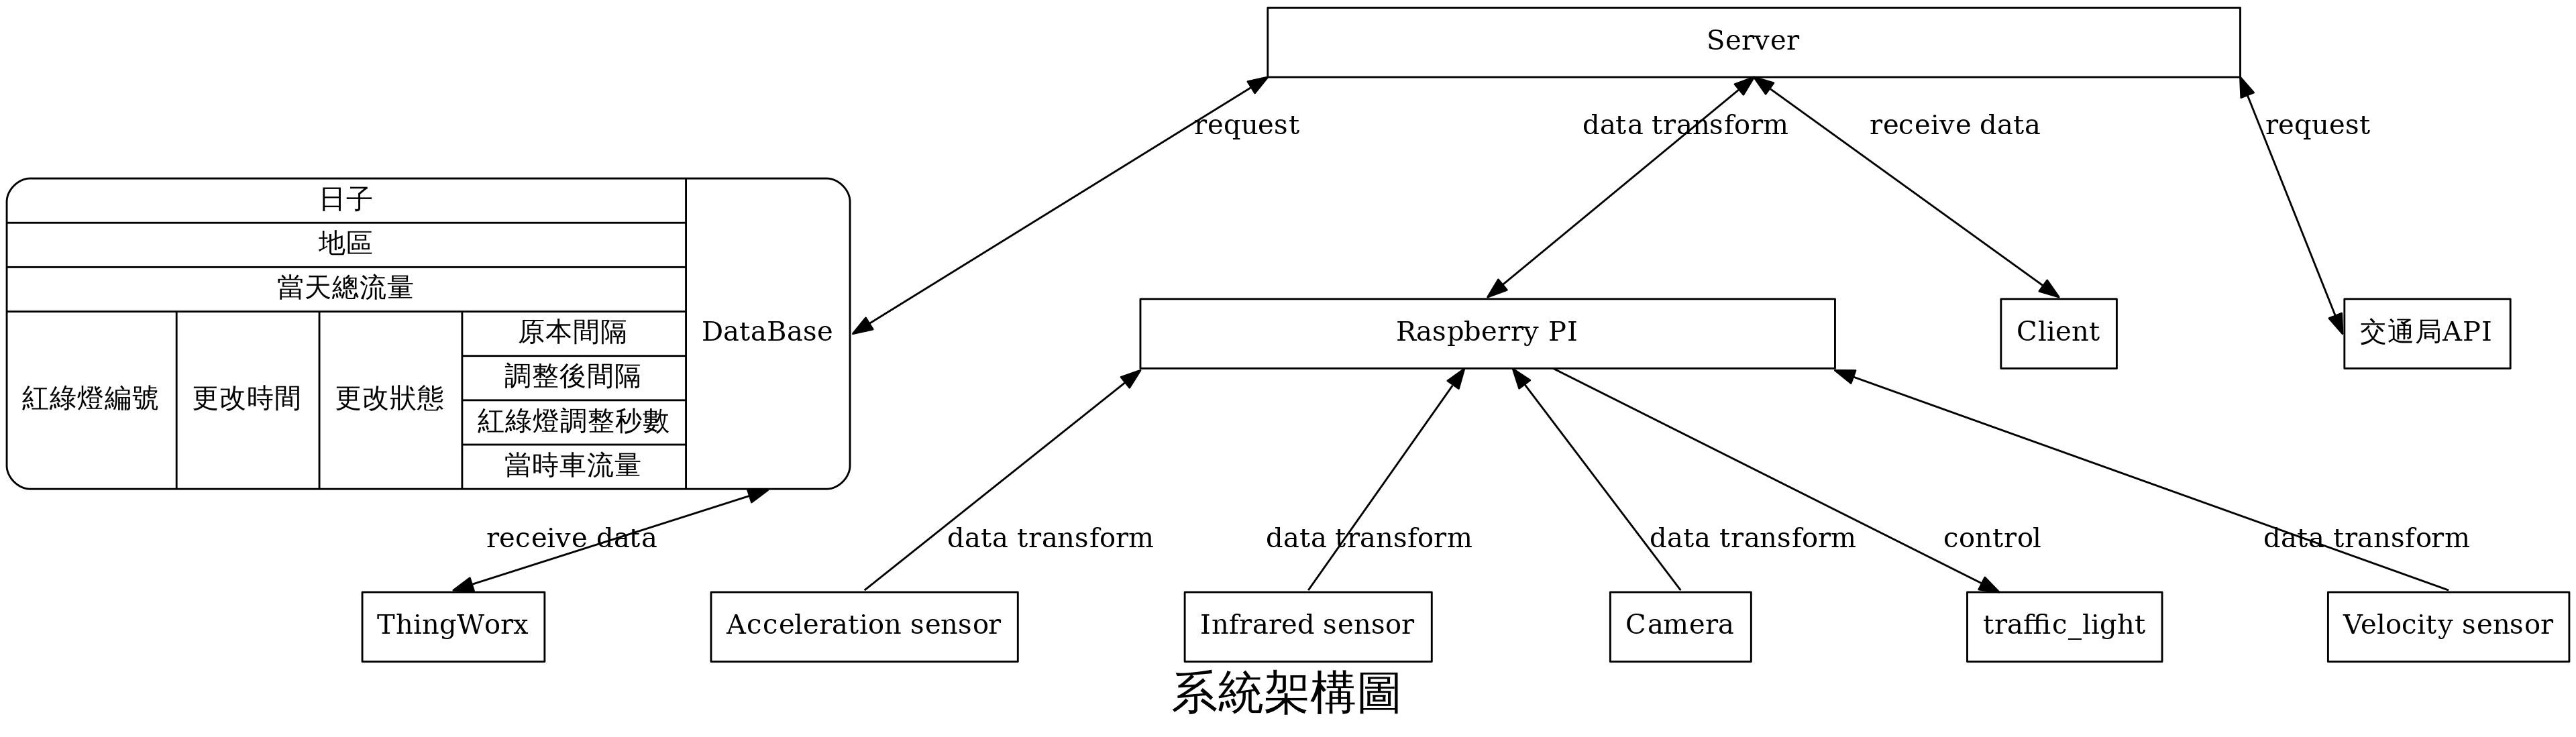 Server
request
data transform
receive data
request
日子
地區
當天總流量
紅綠燈編號
更改時間
更改狀態
原本間隔
調整後間隔
紅綠燈調整秒數
當時車流量
DataBase
Raspberry PI
Client
交通局API
receive data
data transform
data transform
data transform
control
data transform
ThingWorx
Acceleration sensor
Infrared sensor
Camera
traffic_light
Velocity sensor
系統架構圖